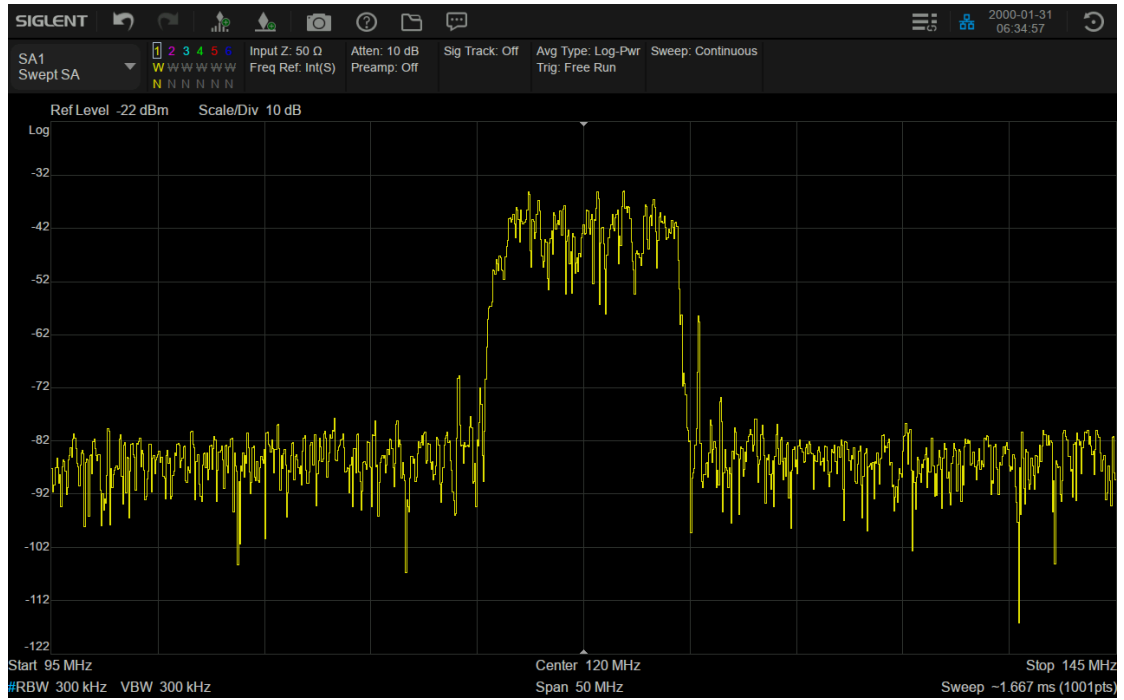 SIGLENT 2000-01-31
06:34:57
SA1
Swept SA
1 2 3 4 5 6
W W W W W W
N N N N N N
Input Z: 50 Ω Atten: 10 dB Sig Track: Off Avg Type: Log-Pwr Sweep: Continuous
Freq Ref: Int(S) Preamp: Off Trig: Free Run
Ref Level -22 dBm Scale/Div 10 dB
Log
-32
-42
-52
-62
-72
-82
-92
-102
-112
-122
Start 95 MHz Center 120 MHz Stop 145 MHz
#RBW 300 kHz VBW 300 kHz Span 50 MHz Sweep ~1.667 ms (1001pts)